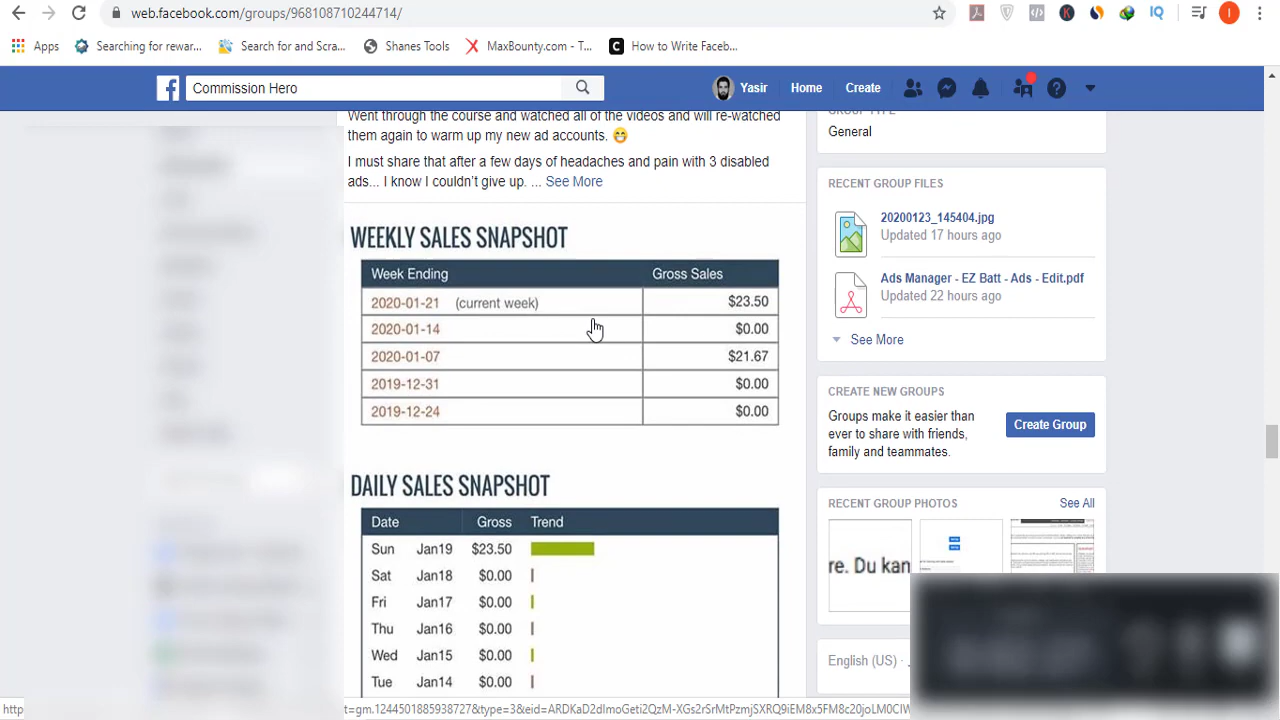 web.facebook.com/groups/968108710244714/
Apps
Searching for rewar...
Search for and Scra...
Shanes Tools
MaxBounty.com - T...
How to Write Faceb...
Commission Hero
Yasir
Home
Create
Went through the course and watched all of the videos and will re-watched
them again to warm up my new ad accounts. 😁
I must share that after a few days of headaches and pain with 3 disabled
ads... I know I couldn't give up. ... See More
WEEKLY SALES SNAPSHOT
Week Ending Gross Sales
2020-01-21 (current week) $23.50
2020-01-14 $0.00
2020-01-07 $21.67
2019-12-31 $0.00
2019-12-24 $0.00
DAILY SALES SNAPSHOT
Date Gross Trend
Sun Jan19 $23.50
Sat Jan18 $0.00
Fri Jan17 $0.00
Thu Jan16 $0.00
Wed Jan15 $0.00
Tue Jan14 $0.00
GROUP TYPE
General
RECENT GROUP FILES
20200123_145404.jpg
Updated 17 hours ago
Ads Manager - EZ Batt - Ads - Edit.pdf
Updated 22 hours ago
See More
CREATE NEW GROUPS
Groups make it easier than
ever to share with friends,
family and teammates.
Create Group
RECENT GROUP PHOTOS
See All
re. Du kan
English (US) ·